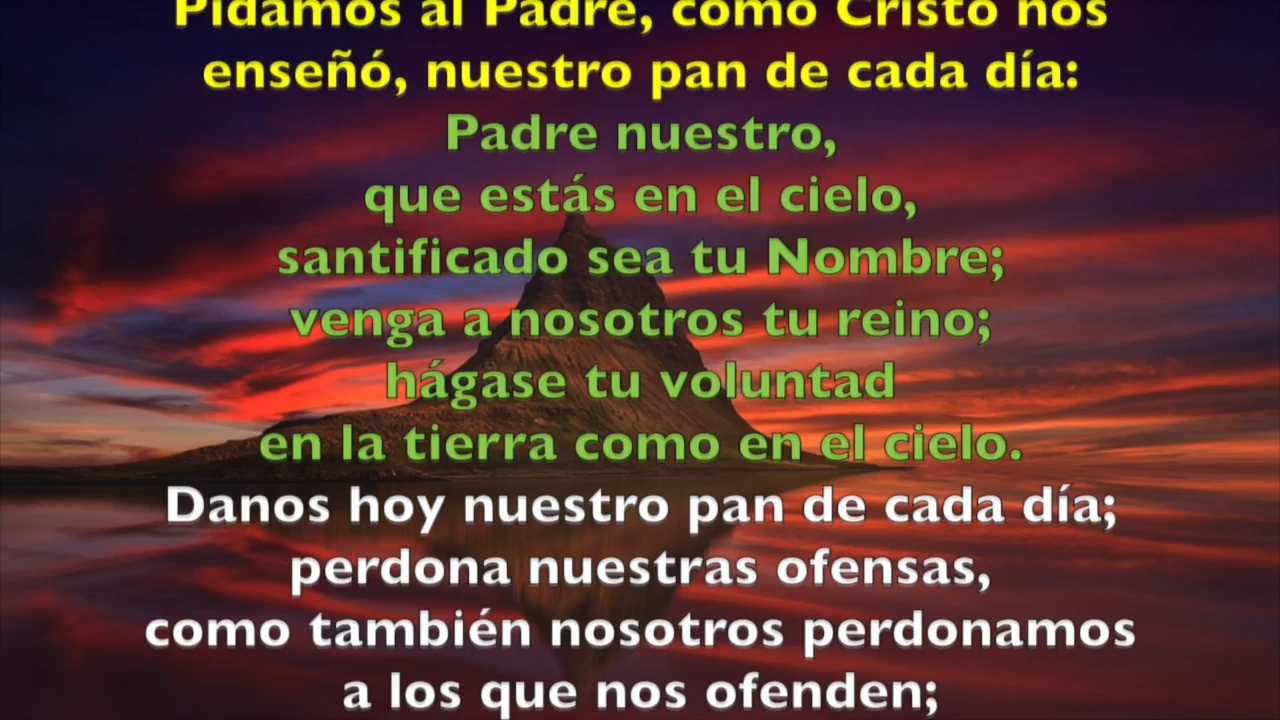 Pidamos al Padre, como Cristo nos
enseñó, nuestro pan de cada día:
Padre nuestro,
que estás en el cielo,
santificado sea tu Nombre;
venga a nosotros tu reino;
hágase tu voluntad
en la tierra como en el cielo.
Danos hoy nuestro pan de cada día;
perdona nuestras ofensas,
como también nosotros perdonamos
a los que nos ofenden;